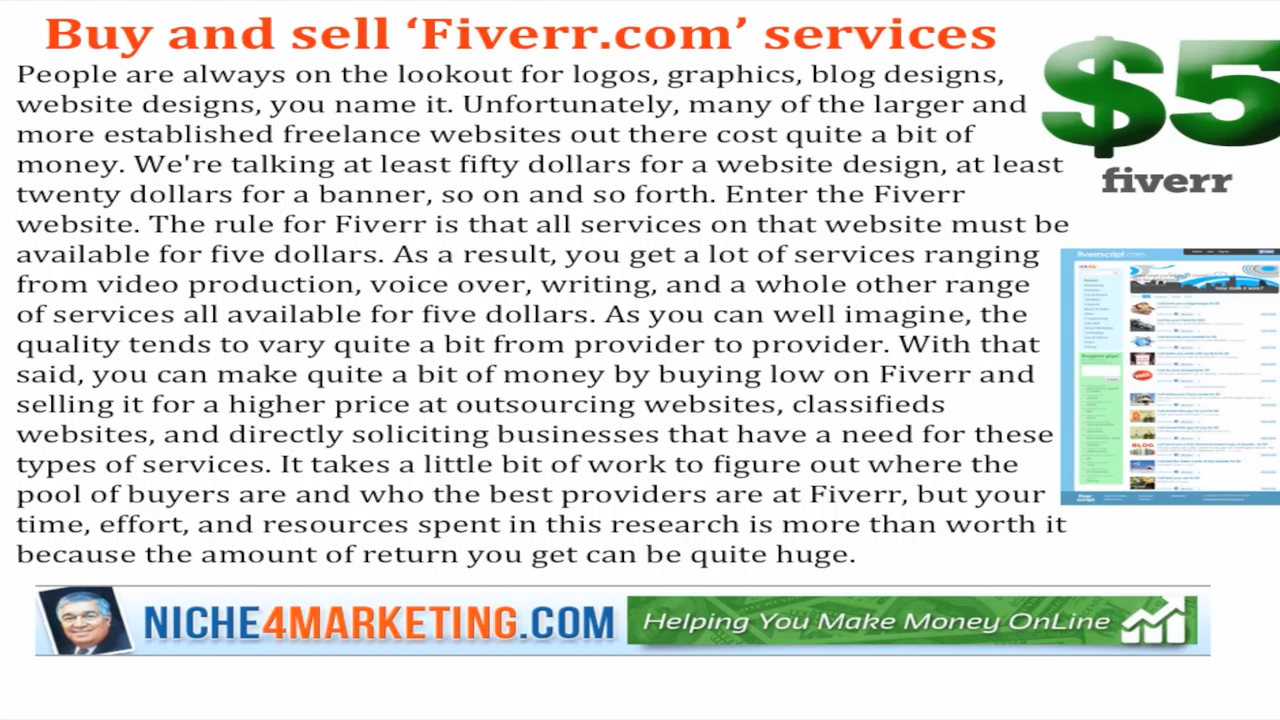 Buy and sell ‘Fiverr.com’ services
People are always on the lookout for logos, graphics, blog designs,
website designs, you name it. Unfortunately, many of the larger and
more established freelance websites out there cost quite a bit of
money. We're talking at least fifty dollars for a website design, at least
twenty dollars for a banner, so on and so forth. Enter the Fiverr
website. The rule for Fiverr is that all services on that website must be
available for five dollars. As a result, you get a lot of services ranging
from video production, voice over, writing, and a whole other range
of services all available for five dollars. As you can well imagine, the
quality tends to vary quite a bit from provider to provider. With that
said, you can make quite a bit of money by buying low on Fiverr and
selling it for a higher price at outsourcing websites, classifieds
websites, and directly soliciting businesses that have a need for these
types of services. It takes a little bit of work to figure out where the
pool of buyers are and who the best providers are at Fiverr, but your
time, effort, and resources spent in this research is more than worth it
because the amount of return you get can be quite huge.
$5
fiverr
fiverrscript.com
NICHE4MARKETING.COM
Helping You Make Money OnLine